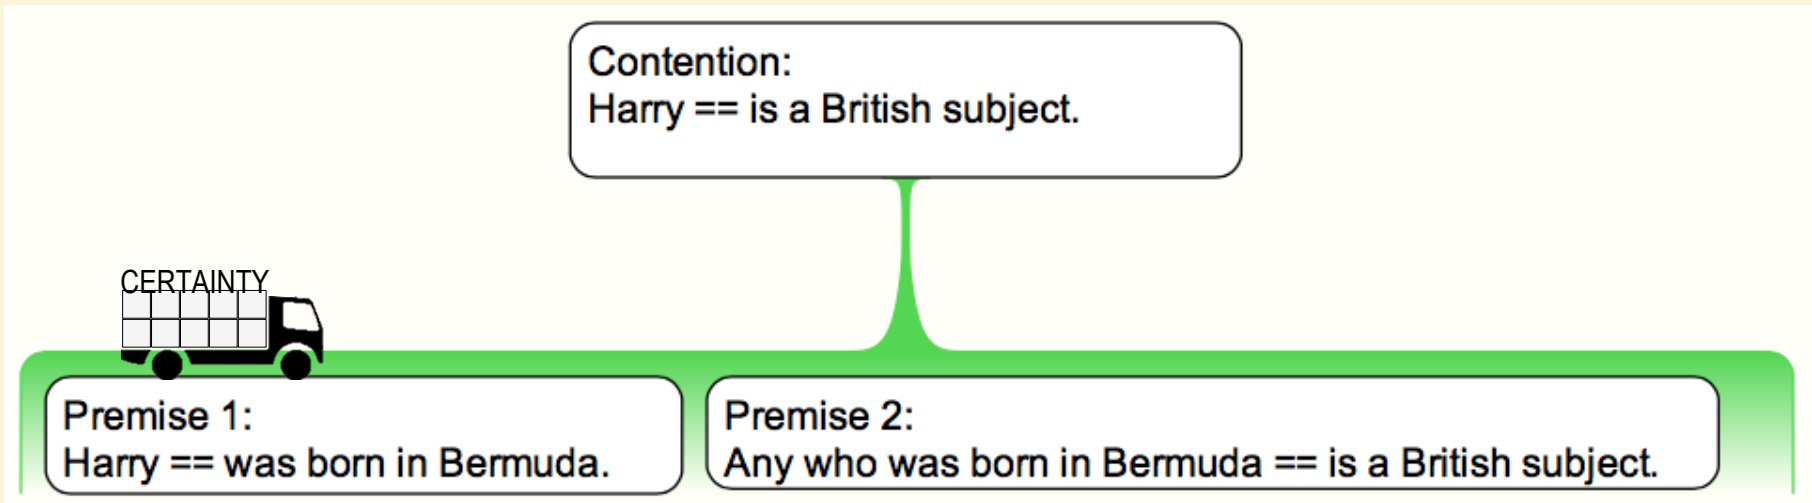 Contention:
Harry == is a British subject.
CERTAINTY
Premise 1:
Harry == was born in Bermuda.
Premise 2:
Any who was born in Bermuda == is a British subject.